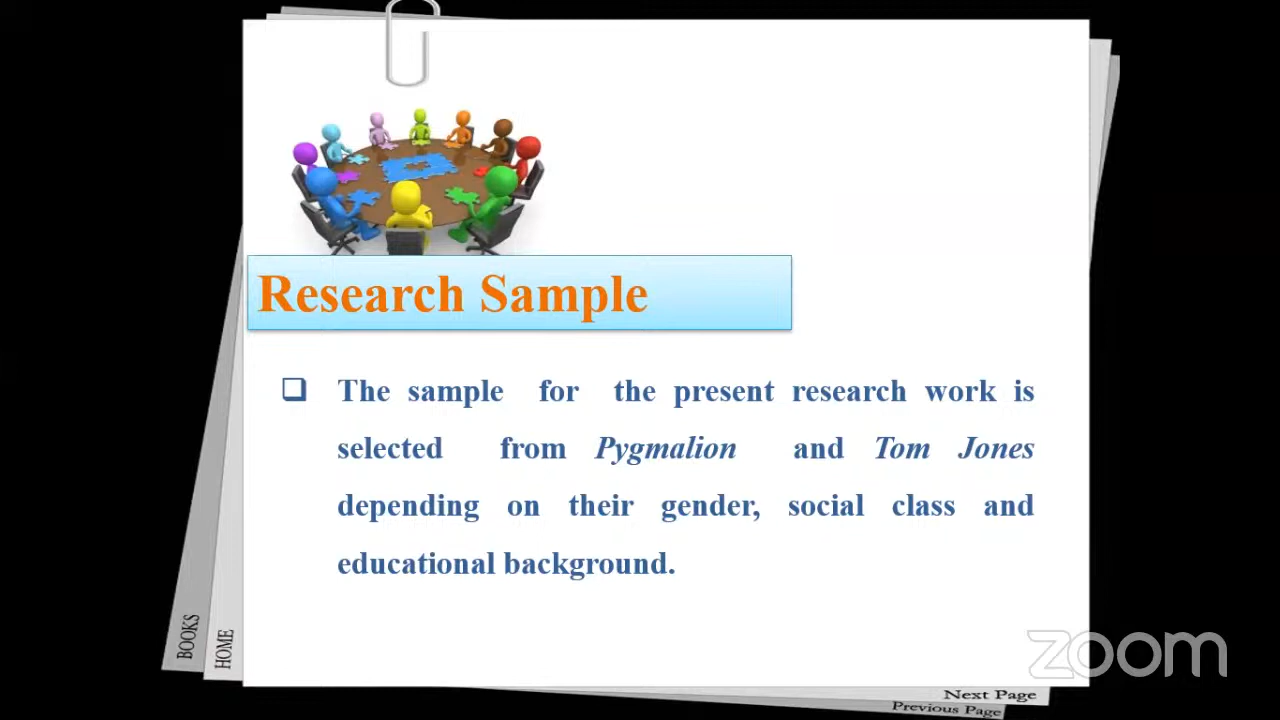 Research Sample
The sample for the present research work is
selected from Pygmalion and Tom Jones
depending on their gender, social class and
educational background.
BOOKS
HOME
zoom
Next Page
Previous Page